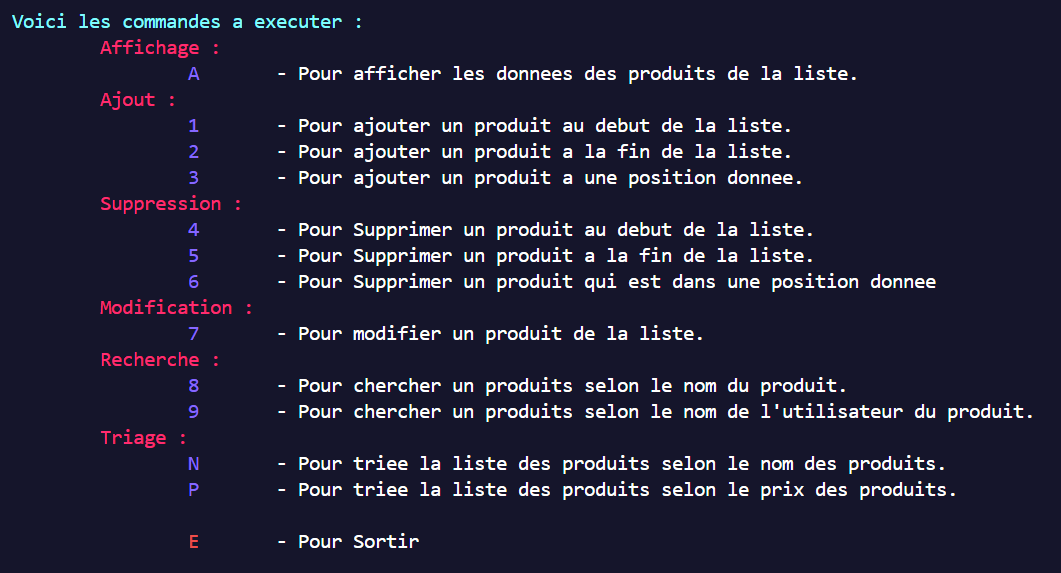 Voici les commandes a executer :
Affichage :
A - Pour afficher les donnees des produits de la liste.
Ajout :
1 - Pour ajouter un produit au debut de la liste.
2 - Pour ajouter un produit a la fin de la liste.
3 - Pour ajouter un produit a une position donnee.
Suppression :
4 - Pour Supprimer un produit au debut de la liste.
5 - Pour Supprimer un produit a la fin de la liste.
6 - Pour Supprimer un produit qui est dans une position donnee
Modification :
7 - Pour modifier un produit de la liste.
Recherche :
8 - Pour chercher un produits selon le nom du produit.
9 - Pour chercher un produits selon le nom de l'utilisateur du produit.
Triage :
N - Pour triee la liste des produits selon le nom des produits.
P - Pour triee la liste des produits selon le prix des produits.
E - Pour Sortir